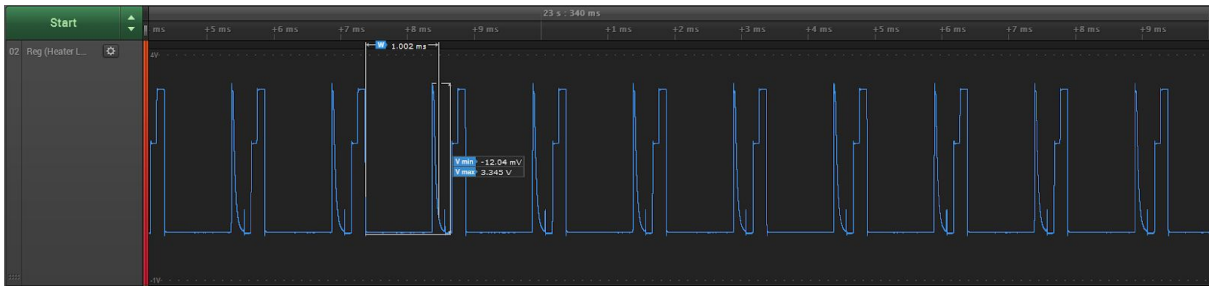 Start
23 s : 340 ms
ms +5 ms +6 ms +7 ms +8 ms +9 ms +1 ms +2 ms +3 ms +4 ms +5 ms +6 ms +7 ms +8 ms +9 ms
02 Reg (Heater L...
W 1.002 ms
4V
V min -12.04 mV
V max 3.345 V
-1V